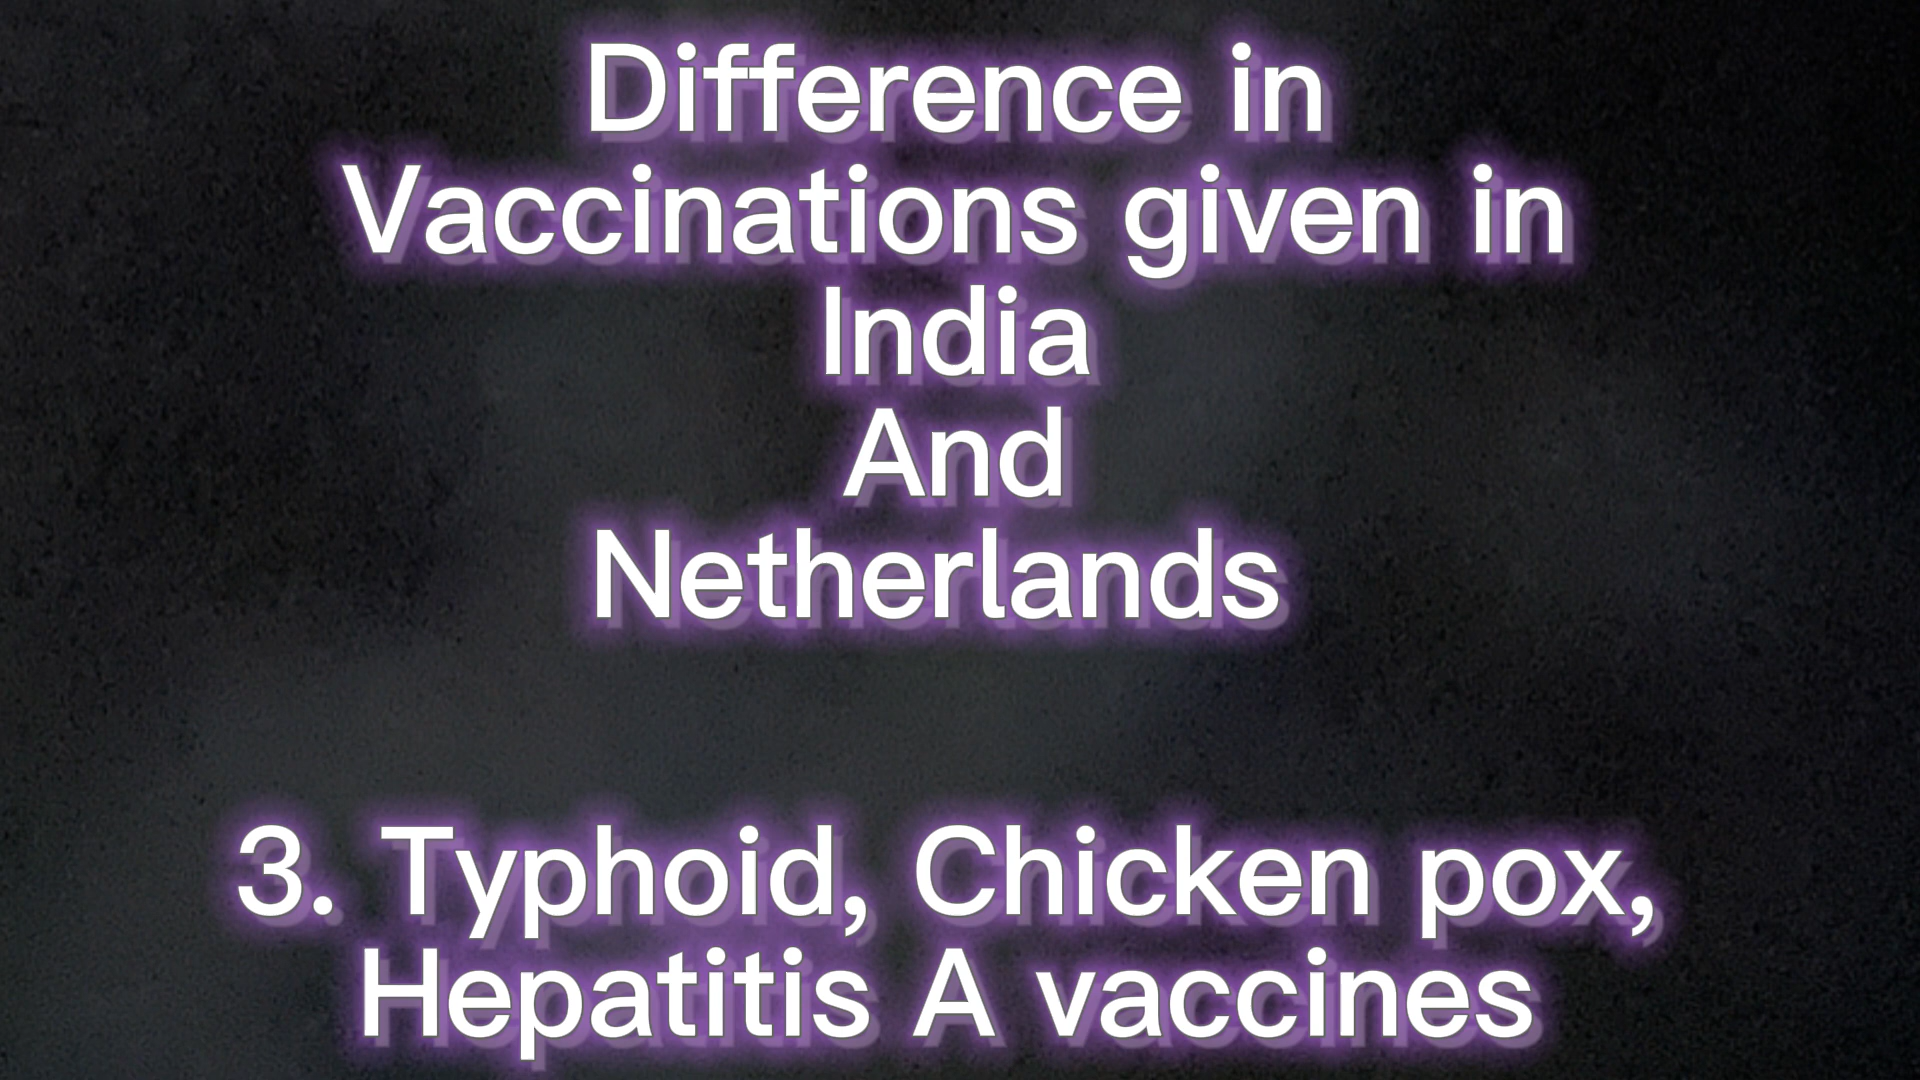 Difference in
Vaccinations given in
India
And
Netherlands
3. Typhoid, Chicken pox,
Hepatitis A vaccines